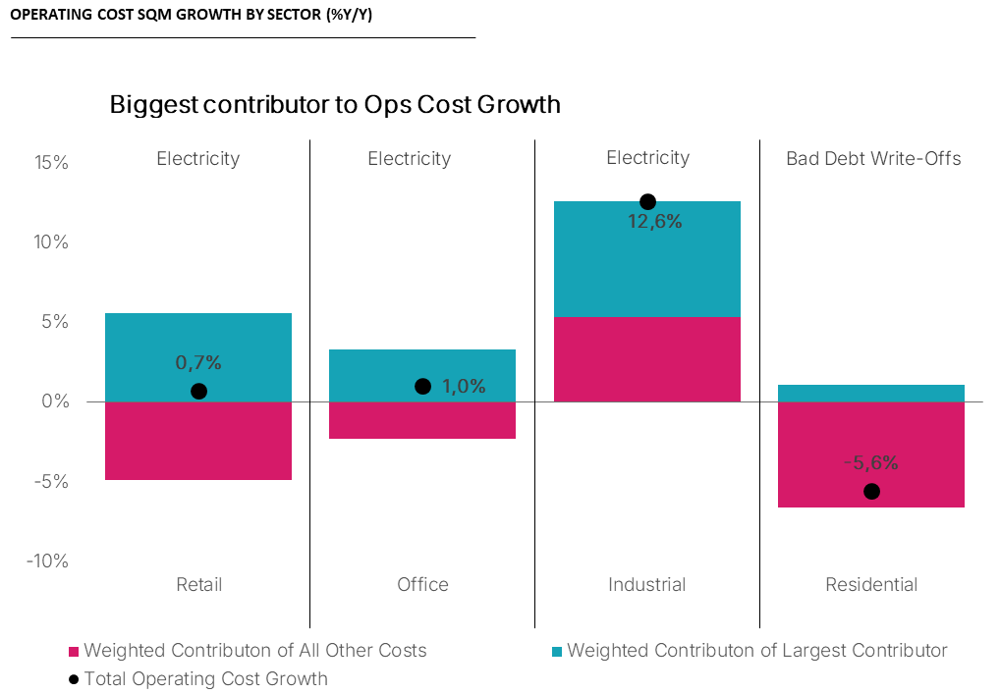 OPERATING COST SQM GROWTH BY SECTOR (%Y/Y)
Biggest contributor to Ops Cost Growth
15%
Electricity
Electricity
Electricity
Bad Debt Write-Offs
12,6%
10%
5%
0,7%
1,0%
0%
-5,6%
-5%
-10%
Retail
Office
Industrial
Residential
Weighted Contributon of All Other Costs
Weighted Contributon of Largest Contributor
Total Operating Cost Growth